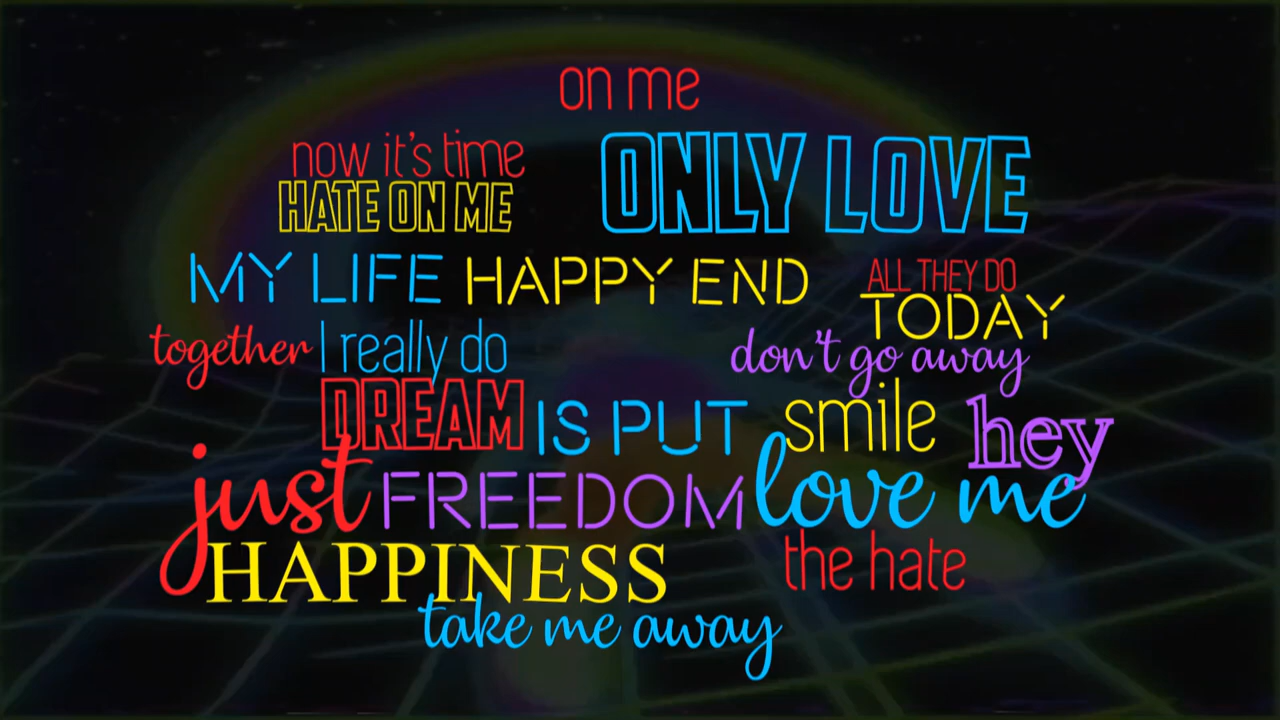 on me
now it's time
ONLY LOVE
HATE ON ME
MY LIFE HAPPY END
ALL THEY DO
TODAY
together I really do
don't go away
DREAM IS PUT smile hey
just FREEDOM love me
HAPPINESS
the hate
take me away